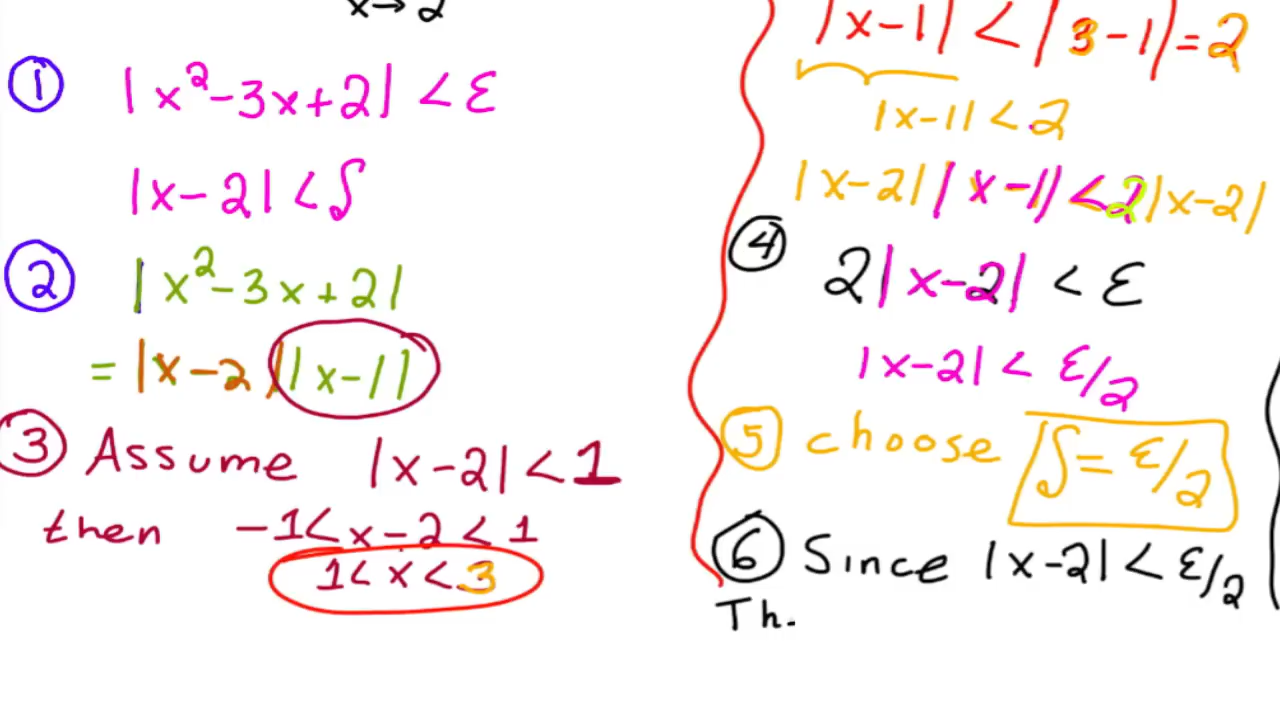 x→2
① |x²-3x+2| < ε
|x-2| < δ
② |x²-3x+2|
= |x-2||x-1|
③ Assume |x-2| < 1
then -1 < x-2 < 1
1 < x < 3
|x-1| < |3-1| = 2
|x-1| < 2
|x-2||x-1| < 2|x-2|
④ 2|x-2| < ε
|x-2| < ε/2
⑤ choose δ = ε/2
⑥ Since |x-2| < ε/2
Th.